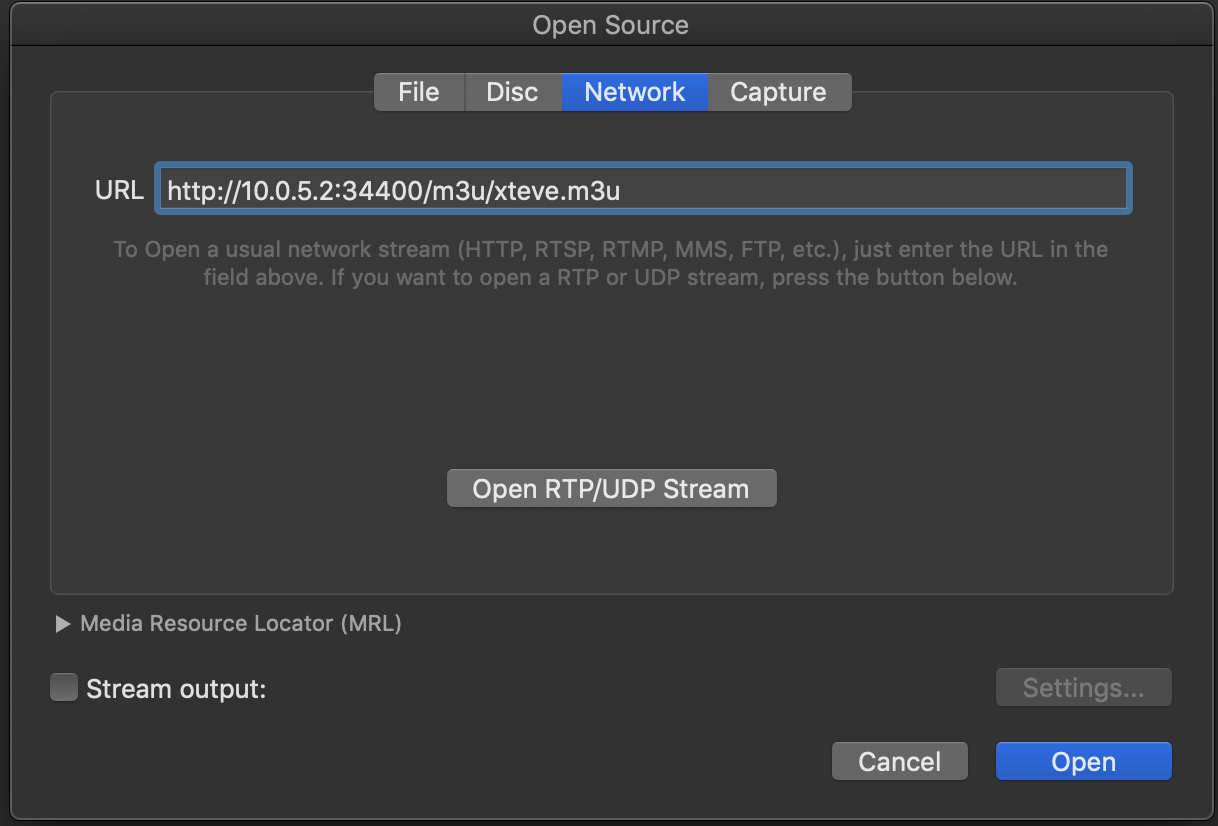 Open Source
File Disc Network Capture
URL http://10.0.5.2:34400/m3u/xteve.m3u
To Open a usual network stream (HTTP, RTSP, RTMP, MMS, FTP, etc.), just enter the URL in the
field above. If you want to open a RTP or UDP stream, press the button below.
Open RTP/UDP Stream
Media Resource Locator (MRL)
Stream output:
Settings...
Cancel Open